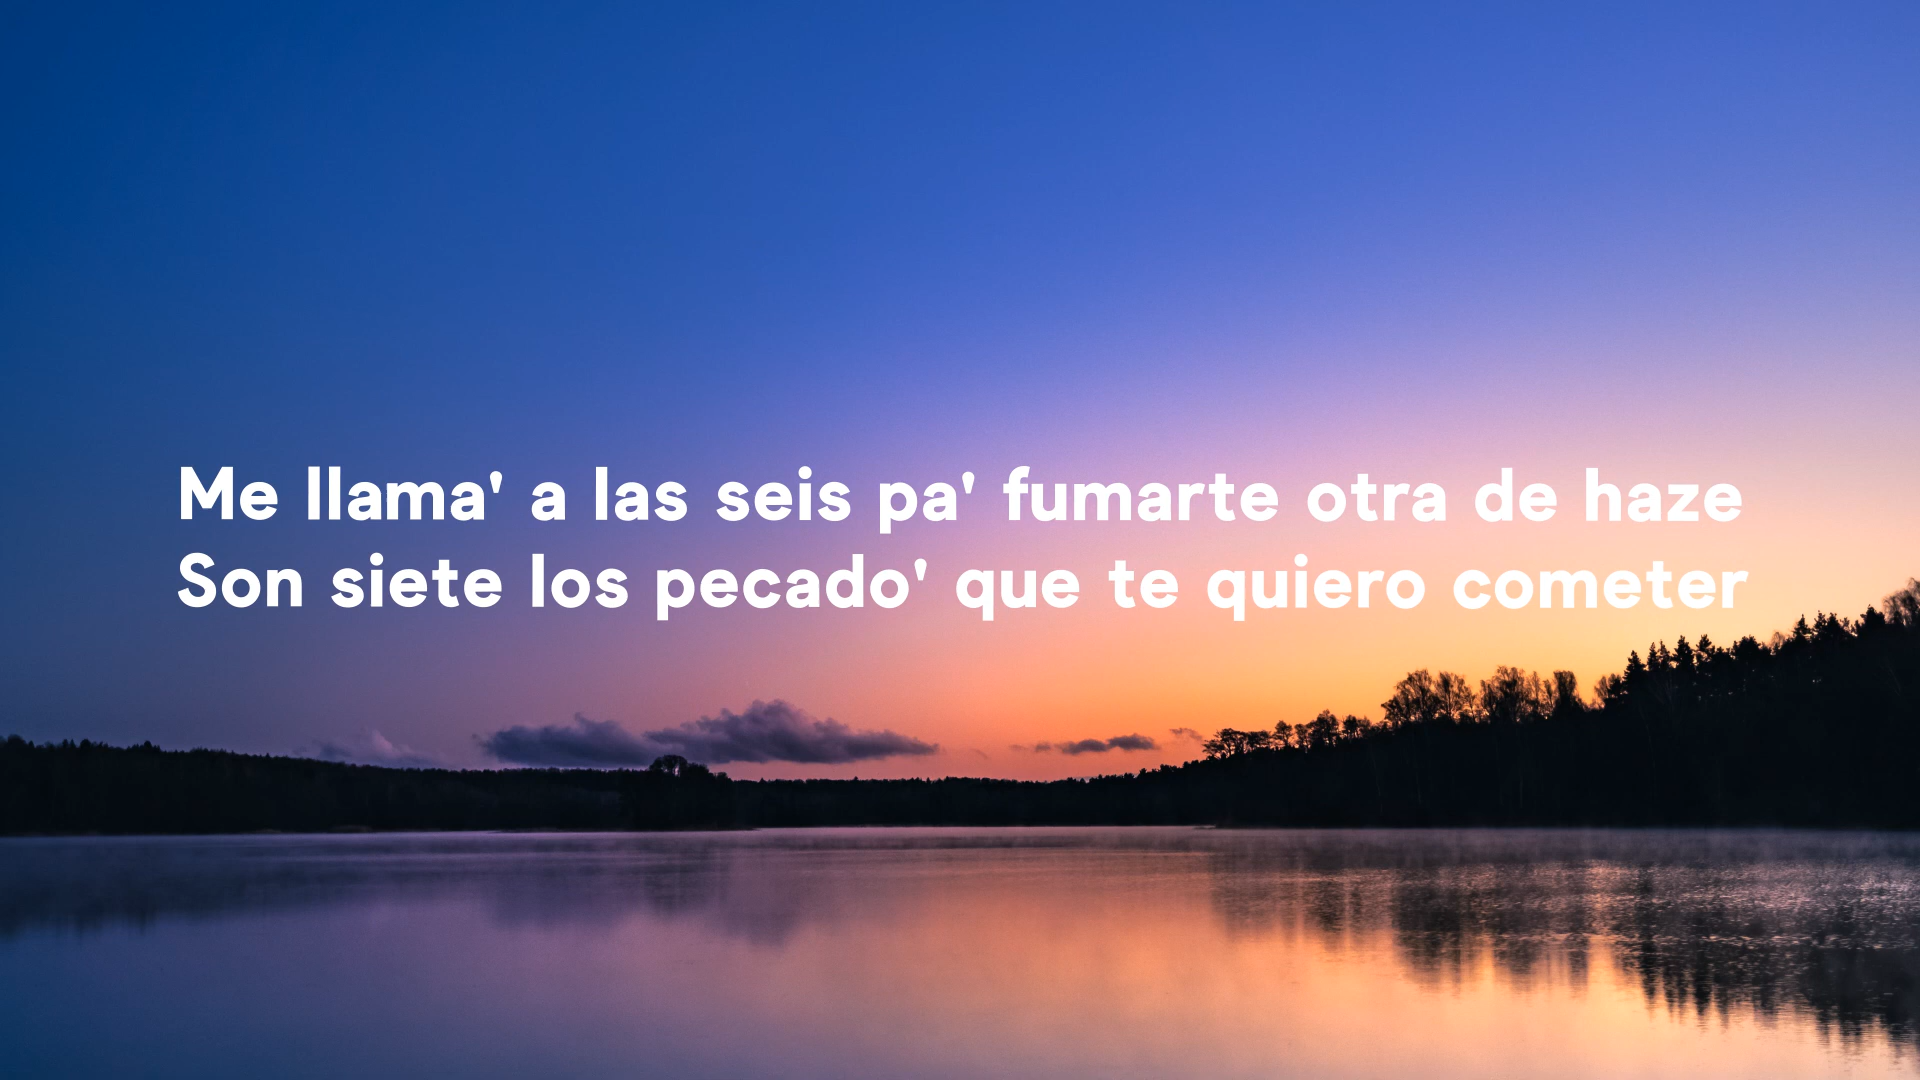 Me llama' a las seis pa' fumarte otra de haze
Son siete los pecado' que te quiero cometer